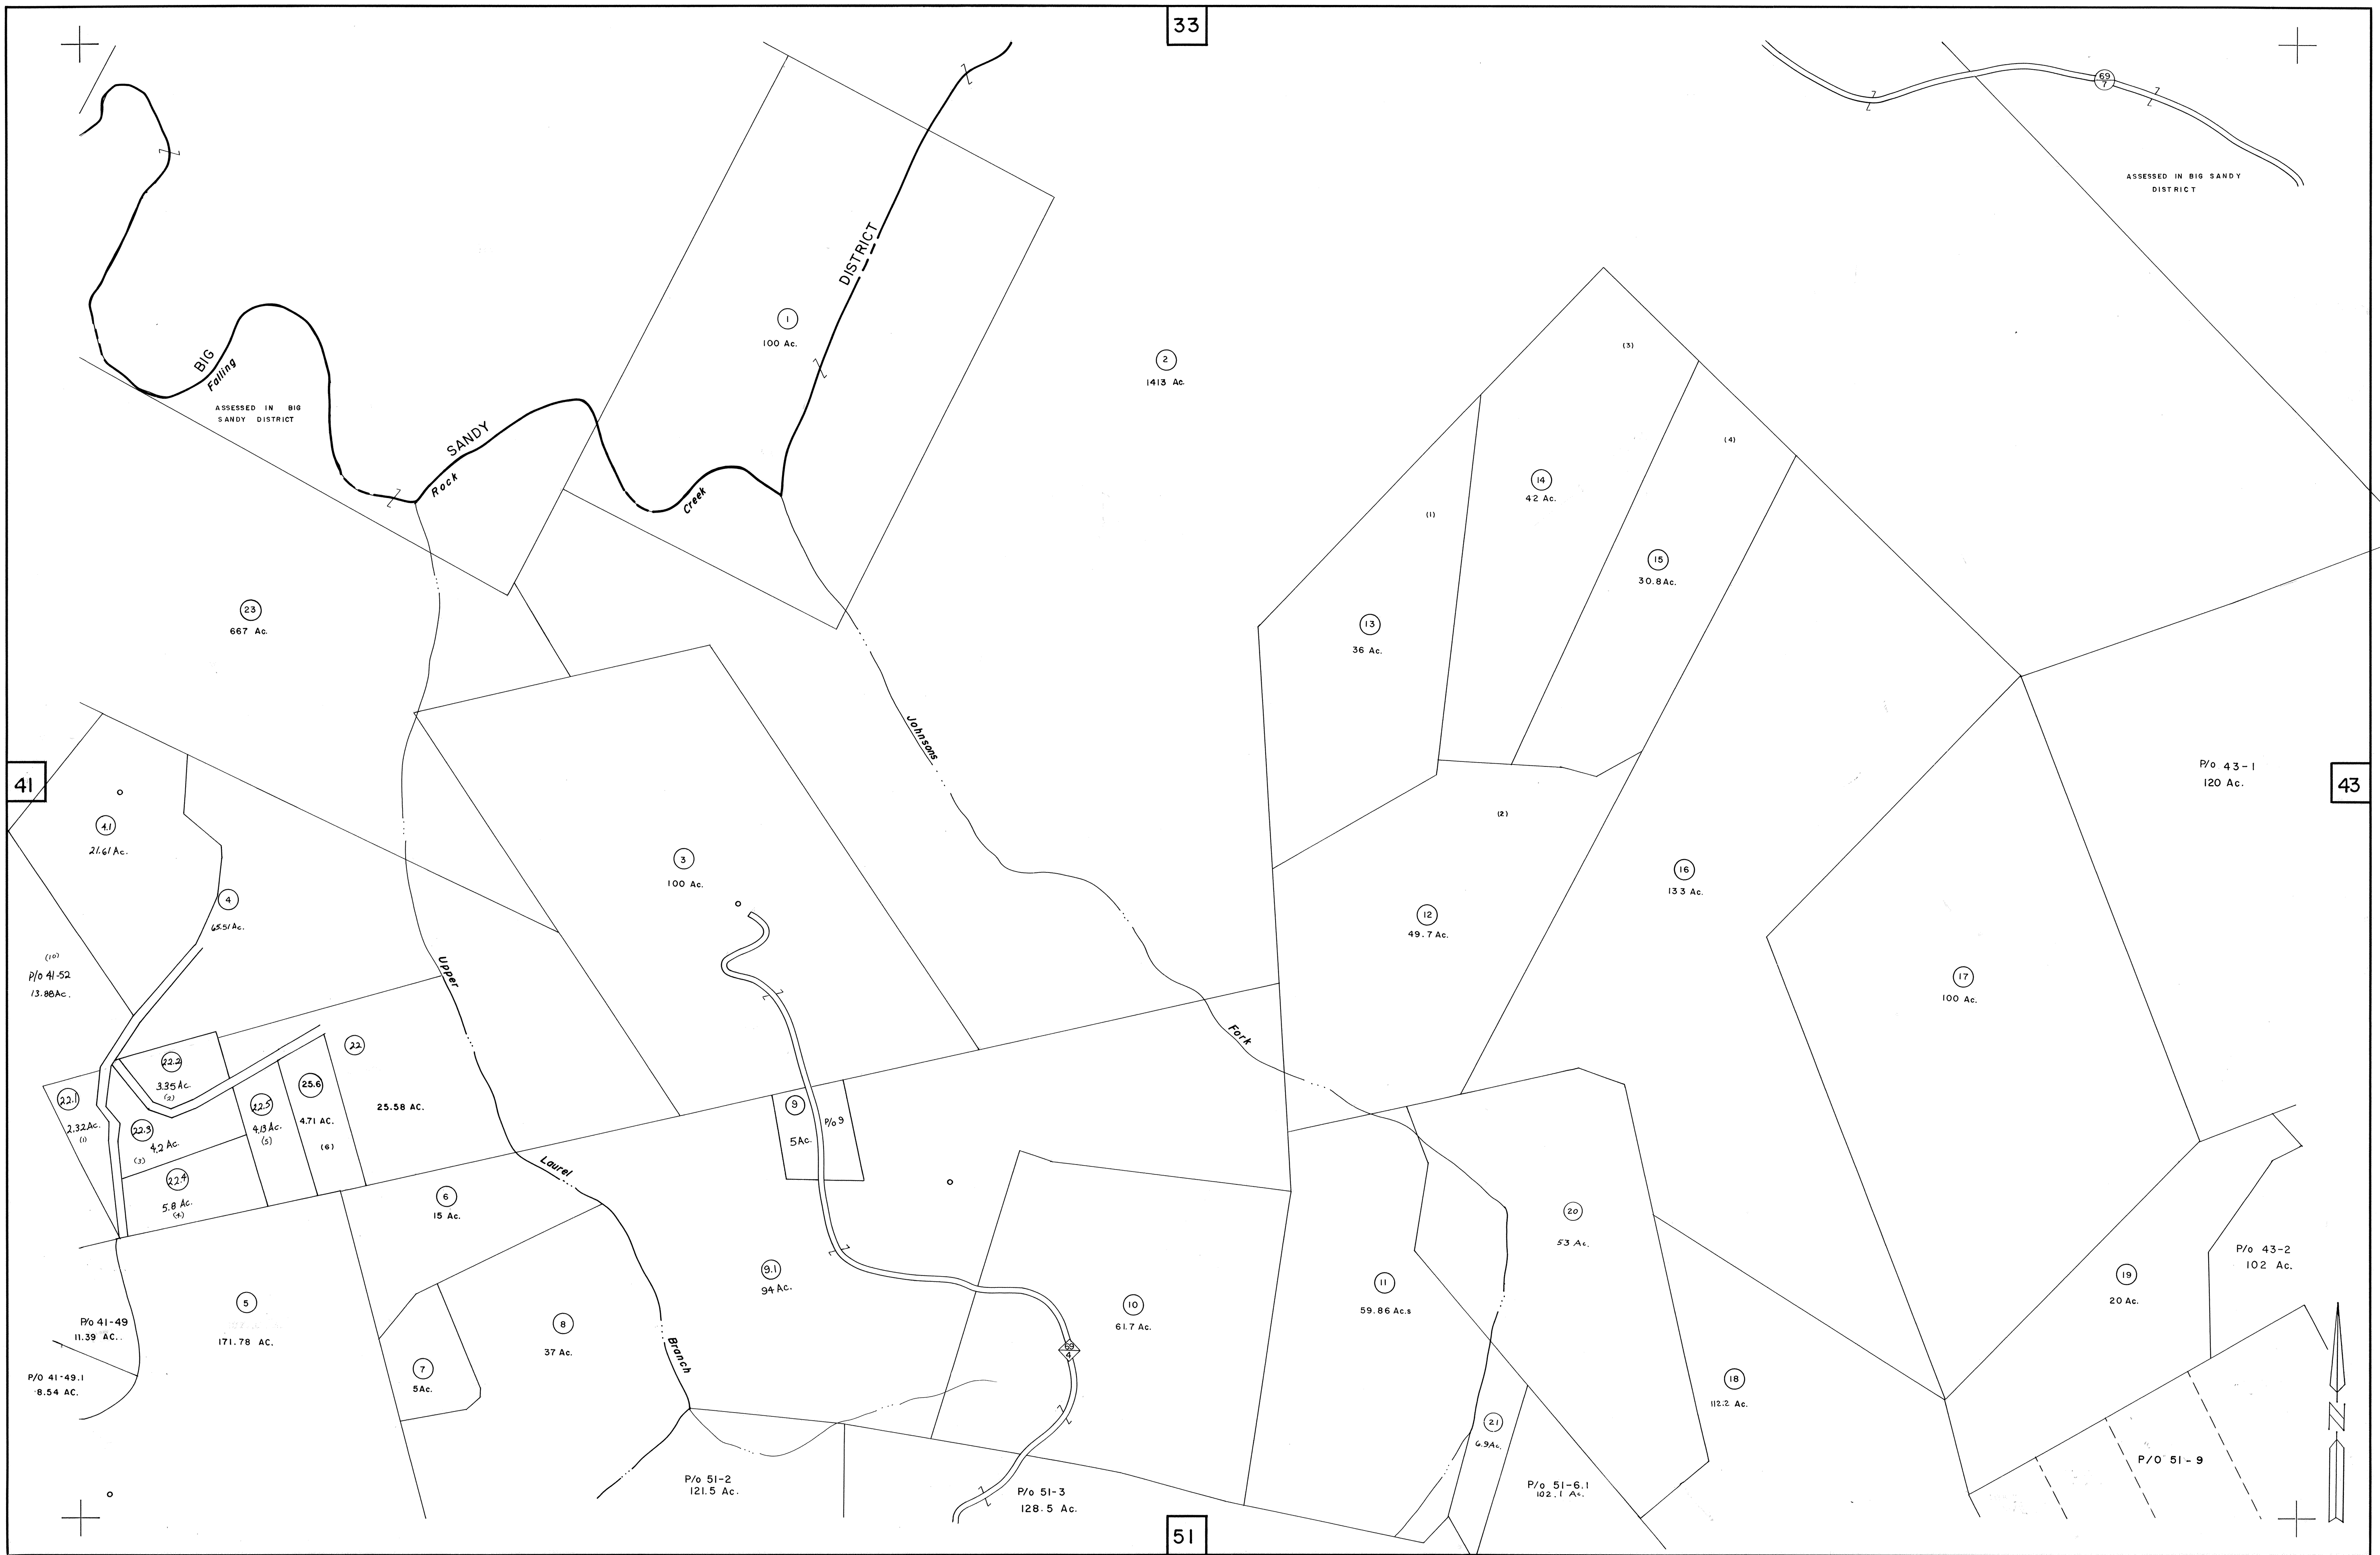 33
69
7
ASSESSED IN BIG SANDY
DISTRICT
DISTRICT
1
100 Ac.
2
1413 Ac.
BIG
Falling
ASSESSED IN BIG
SANDY DISTRICT
SANDY
Rock
Creek
(3)
(4)
14
42 Ac.
(1)
15
30.8 Ac.
13
36 Ac.
23
667 Ac.
Johnsons
41
43
P/o 43-1
120 Ac.
4.1
21.61 Ac.
(2)
3
100 Ac.
16
133 Ac.
4
65.51 Ac.
12
49.7 Ac.
(10)
P/o 41-52
13.88 Ac.
Upper
17
100 Ac.
Fork
22
22.2
3.35 Ac.
(2)
25.6
4.71 AC.
(6)
25.58 AC.
22.1
2.32 Ac.
(1)
22.5
4.13 Ac.
(5)
22.3
4.2 Ac.
(3)
9
5 Ac.
P/o 9
22.4
5.8 Ac.
(4)
Laurel
6
15 Ac.
20
53 Ac.
P/o 43-2
102 Ac.
9.1
94 Ac.
11
59.86 Ac.s
19
20 Ac.
5
171.78 AC.
10
61.7 Ac.
P/o 41-49
11.39 AC.
8
37 Ac.
Branch
69
4
7
5 Ac.
P/O 41-49.1
8.54 AC.
18
112.2 Ac.
21
6.9 Ac.
N
P/O 51-9
P/o 51-2
121.5 Ac.
P/o 51-3
128.5 Ac.
P/o 51-6.1
102.1 Ac.
51